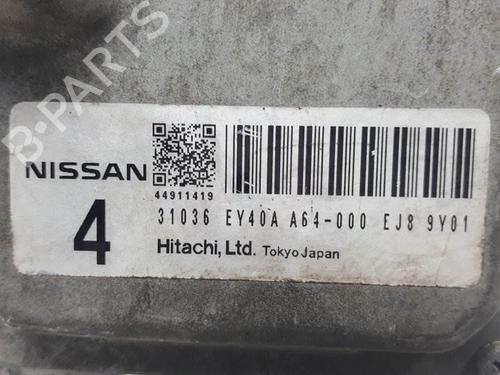 B-PARTS
NISSAN
4
44911419
31036 EY40A A64-000 EJ8 9Y01
Hitachi, Ltd. Tokyo Japan